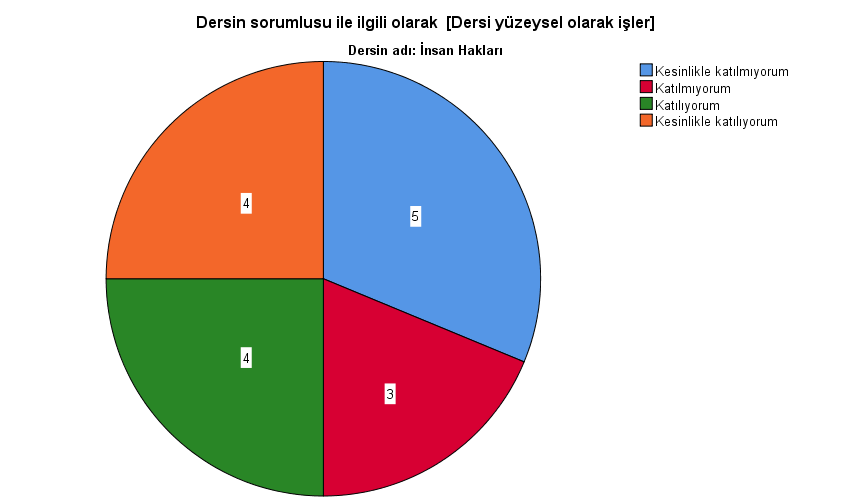 Dersin sorumlusu ile ilgili olarak [Dersi yüzeysel olarak işler]
Dersin adı: İnsan Hakları
Kesinlikle katılmıyorum
Katılmıyorum
Katılıyorum
Kesinlikle katılıyorum
4
5
4
3